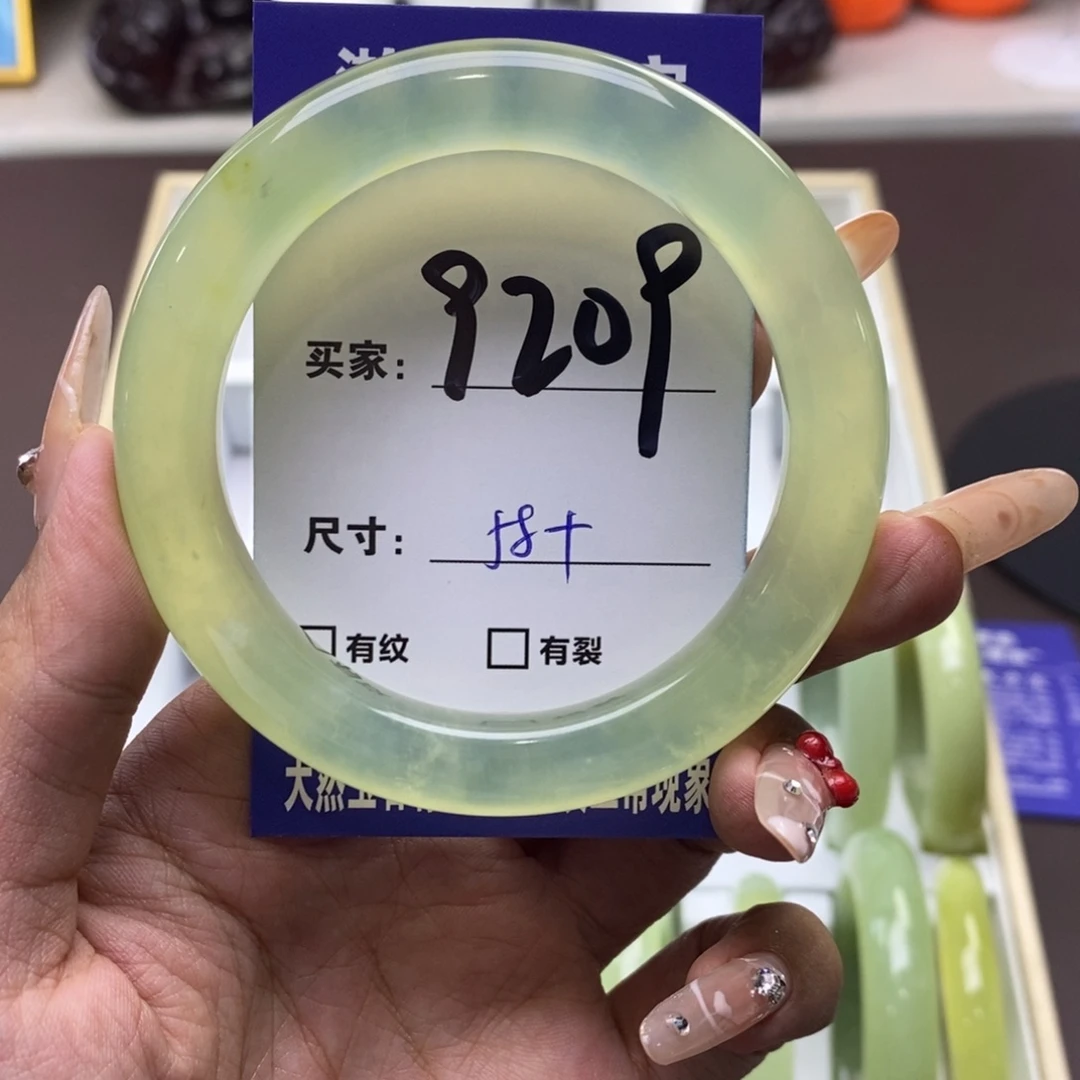 买家： 9209
尺寸： 58+
有纹 有裂